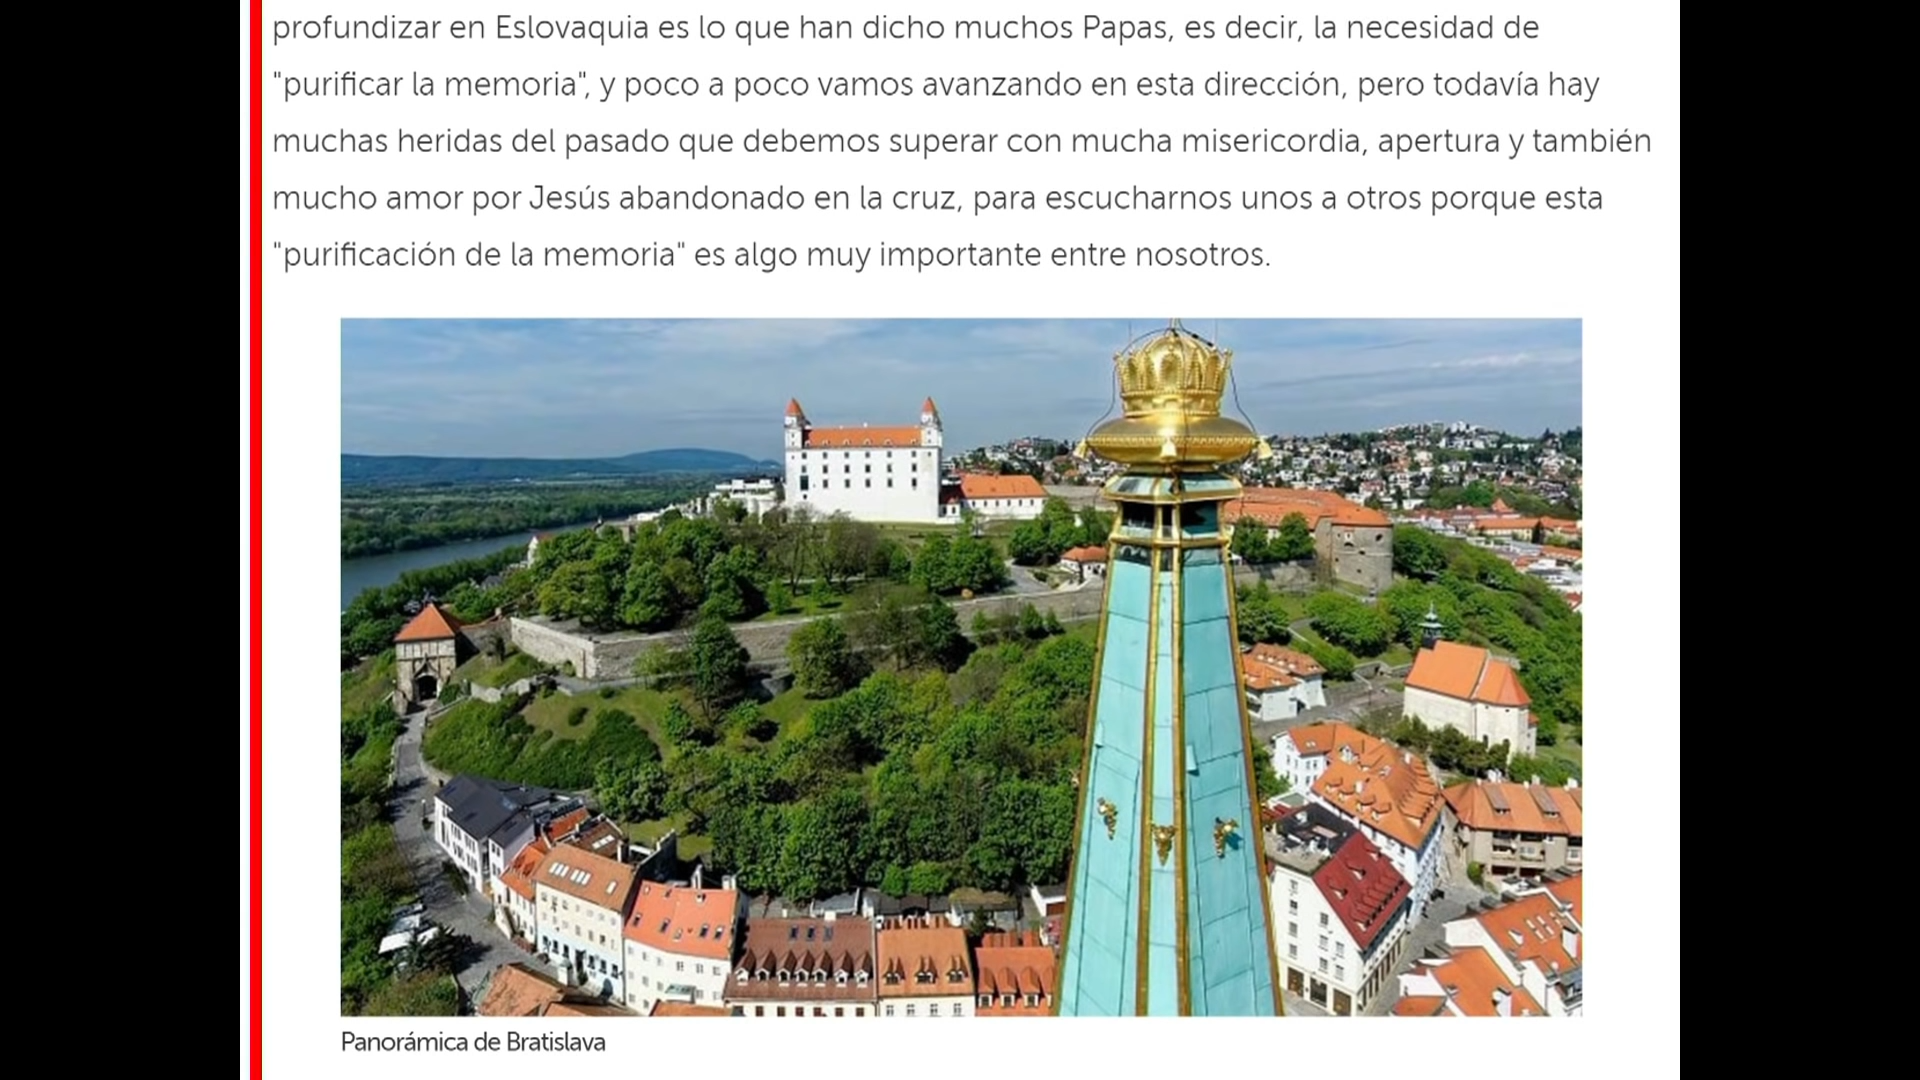 profundizar en Eslovaquia es lo que han dicho muchos Papas, es decir, la necesidad de
"purificar la memoria", y poco a poco vamos avanzando en esta dirección, pero todavía hay
muchas heridas del pasado que debemos superar con mucha misericordia, apertura y también
mucho amor por Jesús abandonado en la cruz, para escucharnos unos a otros porque esta
"purificación de la memoria" es algo muy importante entre nosotros.
Panorámica de Bratislava